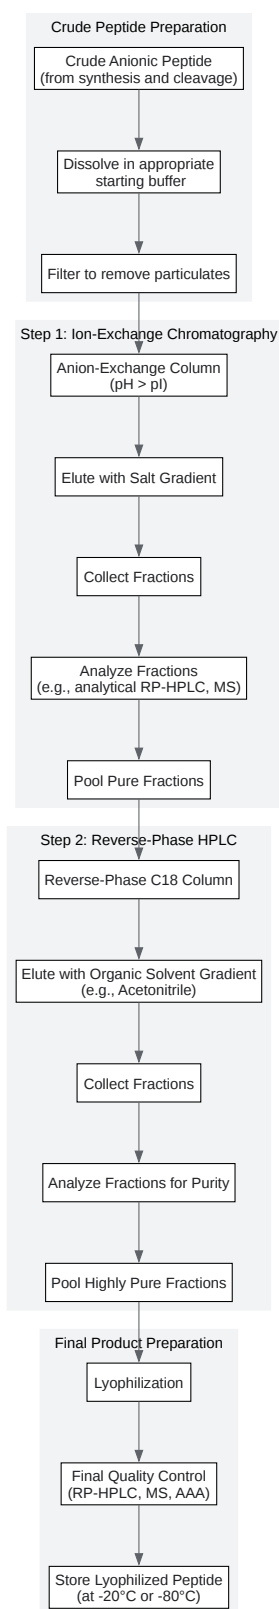 Crude Peptide Preparation
Crude Anionic Peptide
(from synthesis and cleavage)
Dissolve in appropriate
starting buffer
Filter to remove particulates
Step 1: Ion-Exchange Chromatography
Anion-Exchange Column
(pH > pI)
Elute with Salt Gradient
Collect Fractions
Analyze Fractions
(e.g., analytical RP-HPLC, MS)
Pool Pure Fractions
Step 2: Reverse-Phase HPLC
Reverse-Phase C18 Column
Elute with Organic Solvent Gradient
(e.g., Acetonitrile)
Collect Fractions
Analyze Fractions for Purity
Pool Highly Pure Fractions
Final Product Preparation
Lyophilization
Final Quality Control
(RP-HPLC, MS, AAA)
Store Lyophilized Peptide
(at -20°C or -80°C)